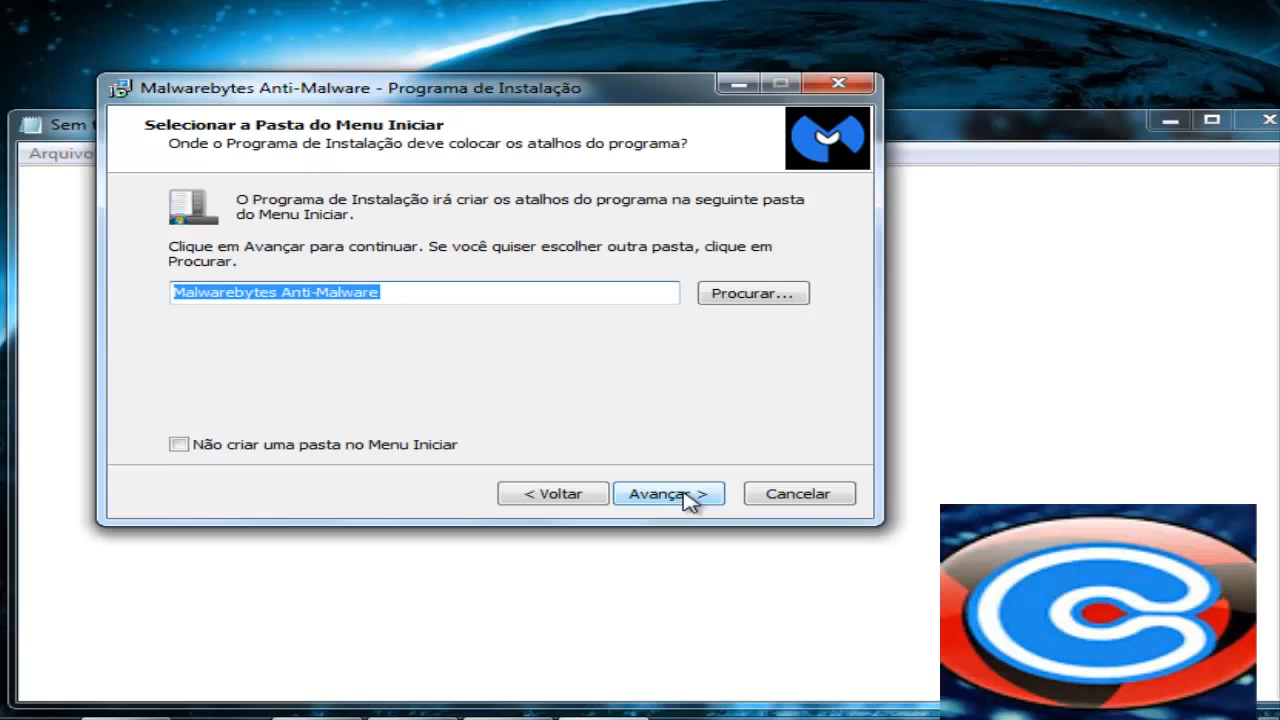 Malwarebytes Anti-Malware - Programa de Instalação
Sem
Arquivo
Selecionar a Pasta do Menu Iniciar
Onde o Programa de Instalação deve colocar os atalhos do programa?
O Programa de Instalação irá criar os atalhos do programa na seguinte pasta
do Menu Iniciar.
Clique em Avançar para continuar. Se você quiser escolher outra pasta, clique em
Procurar.
Malwarebytes Anti-Malware
Procurar...
Não criar uma pasta no Menu Iniciar
< Voltar
Avançar >
Cancelar
C